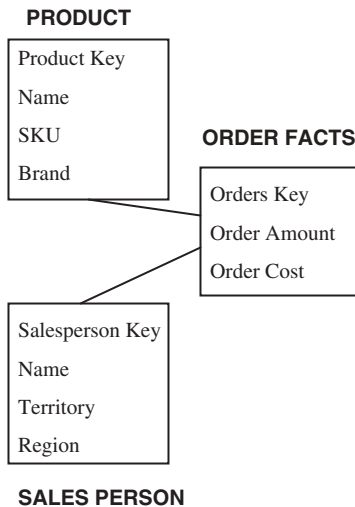 PRODUCT
Product Key
Name
SKU
Brand
ORDER FACTS
Orders Key
Order Amount
Order Cost
Salesperson Key
Name
Territory
Region
SALES PERSON